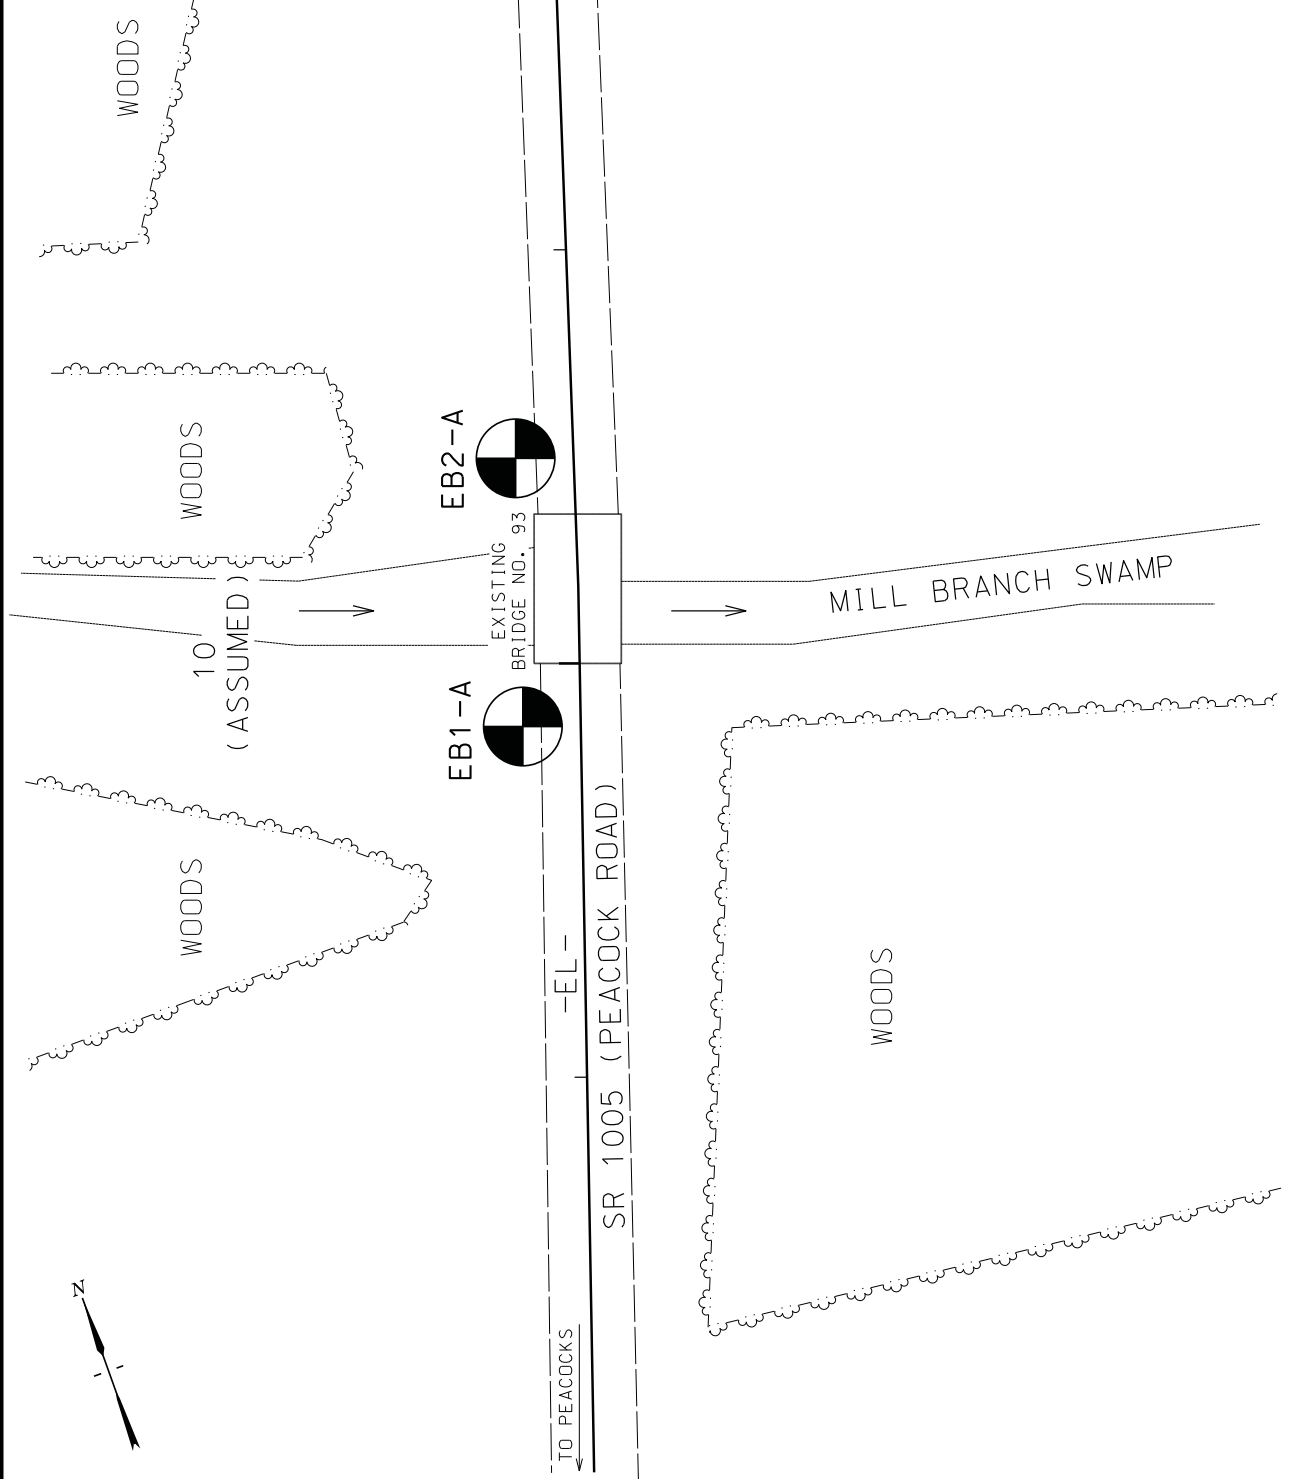 WOODS
WOODS
EB2-A
EXISTING
BRIDGE NO. 93
MILL BRANCH SWAMP
10
(ASSUMED)
EB1-A
WOODS
-EL-
SR 1005 (PEACOCK ROAD)
WOODS
N
TO PEACOCKS